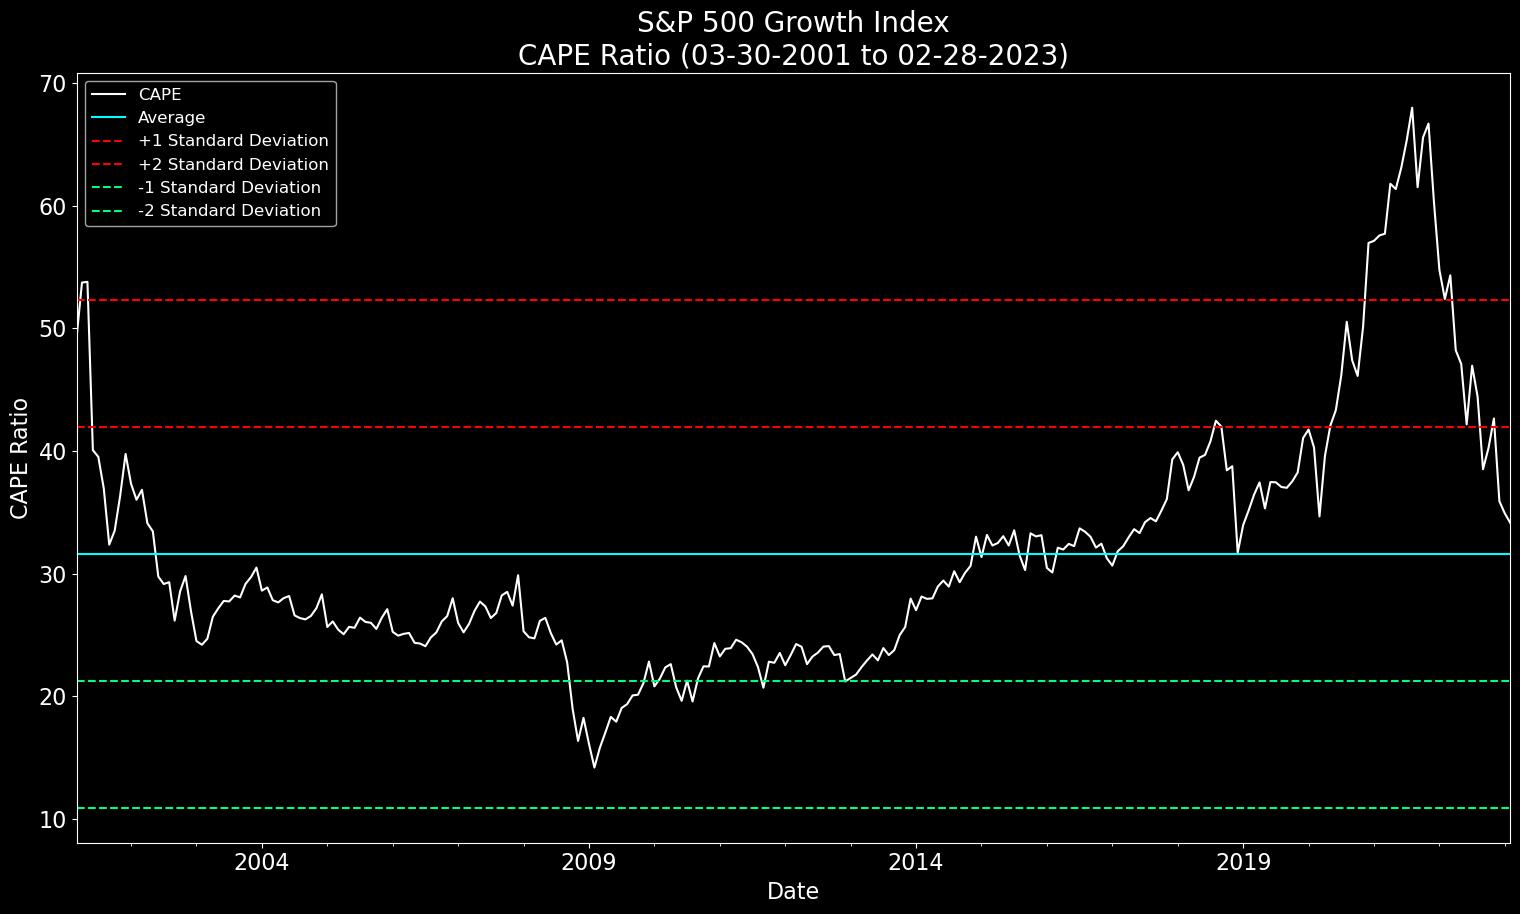 S&P 500 Growth Index
CAPE Ratio (03-30-2001 to 02-28-2023)
CAPE
Average
+1 Standard Deviation
+2 Standard Deviation
-1 Standard Deviation
-2 Standard Deviation
70
60
50
40
30
20
10
CAPE Ratio
2004
2009
2014
2019
Date